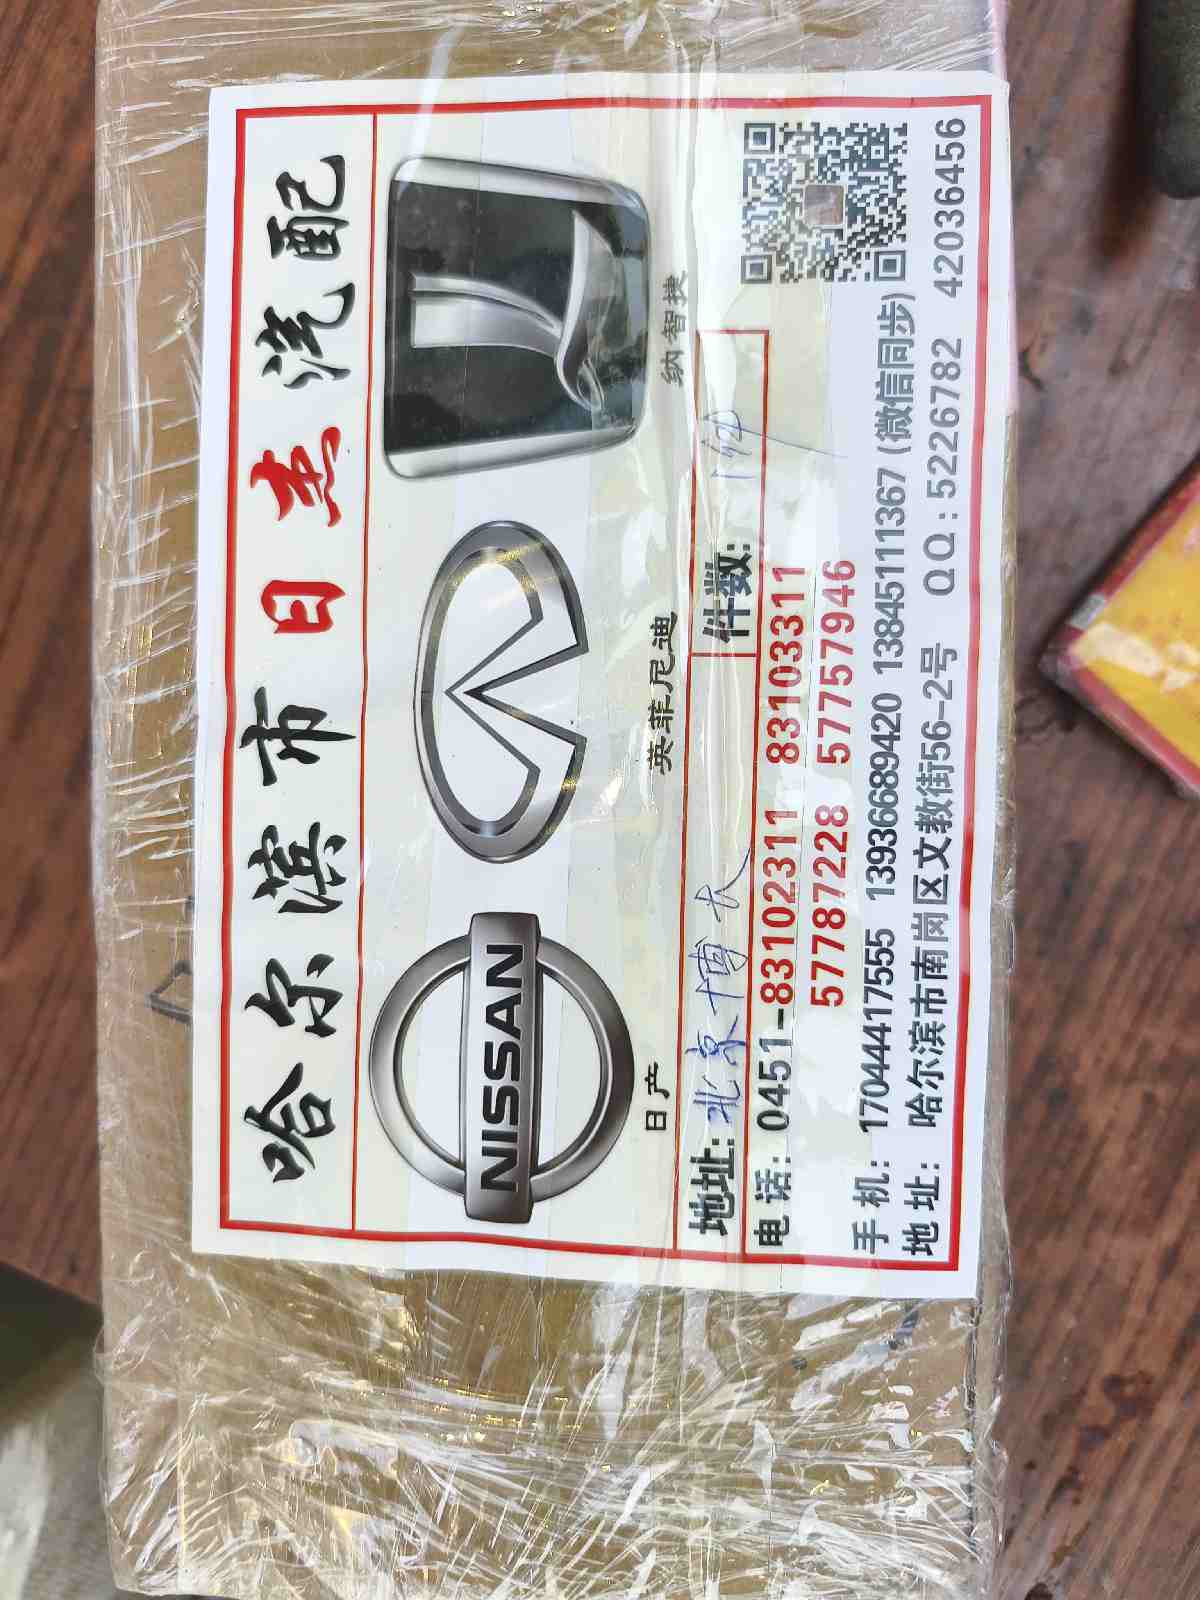 哈尔滨市日车汽配
NISSAN
日产 英菲尼迪 纳智捷
地址: 北京博大 件数: 1件
电 话: 0451-83102311 83103311
57787228 57757946
手 机: 17044417555 13936689420 13845111367 (微信同步)
地 址: 哈尔滨市南岗区文教街56-2号 QQ: 5226782 42036456